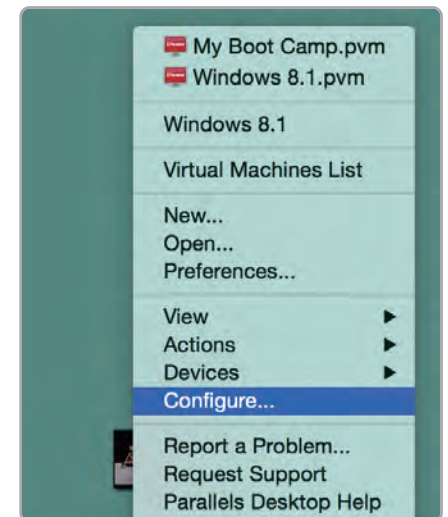 My Boot Camp.pvm
Windows 8.1.pvm
Windows 8.1
Virtual Machines List
New...
Open...
Preferences...
View
Actions
Devices
Configure...
Report a Problem...
Request Support
Parallels Desktop Help